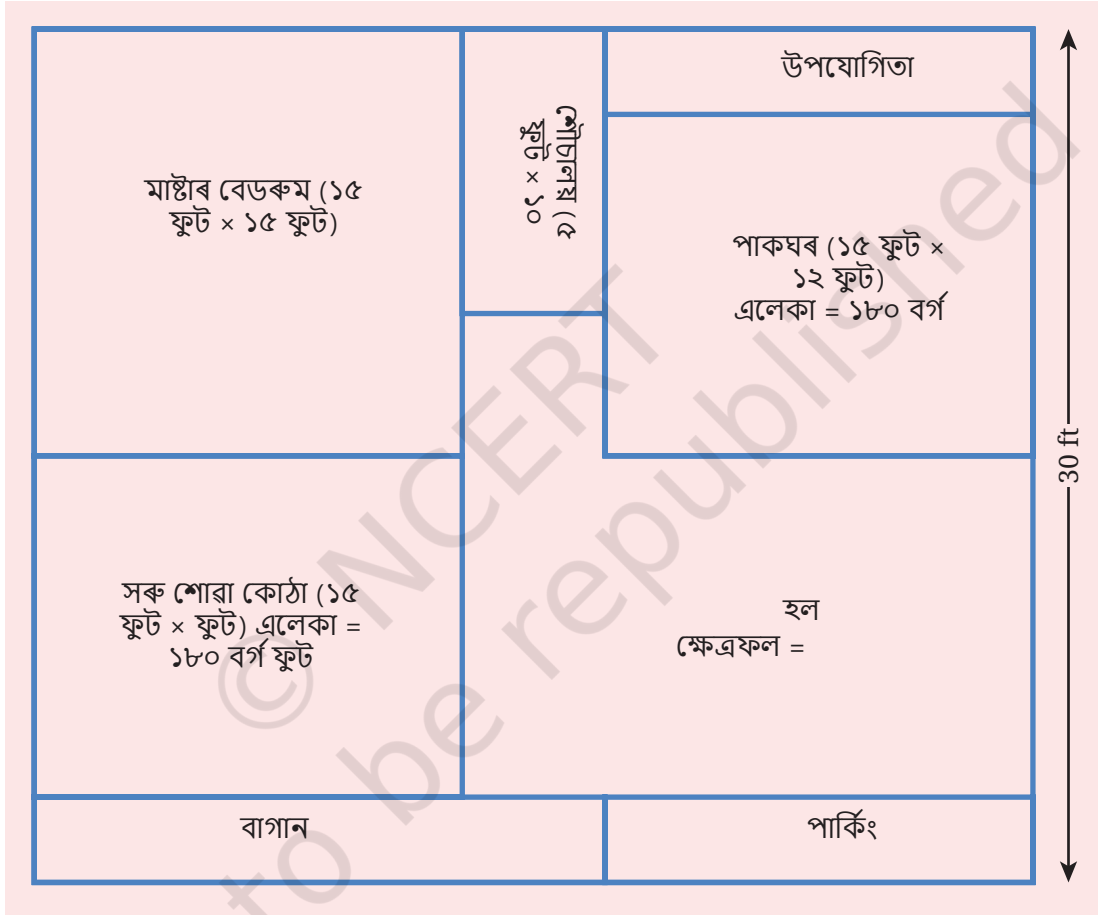 উপযোগিতা
শৌচালয় (৫
ফুট × ১০
মাষ্টাৰ বেডৰুম (১৫
ফুট × ১৫ ফুট)
পাকঘৰ (১৫ ফুট ×
১২ ফুট)
এলেকা = ১৮০ বৰ্গ
30 ft
সৰু শোৱা কোঠা (১৫
ফুট × ফুট) এলেকা =
১৮০ বৰ্গ ফুট
হল
ক্ষেত্ৰফল =
বাগান
পাৰ্কিং
© NCERT
to be republished